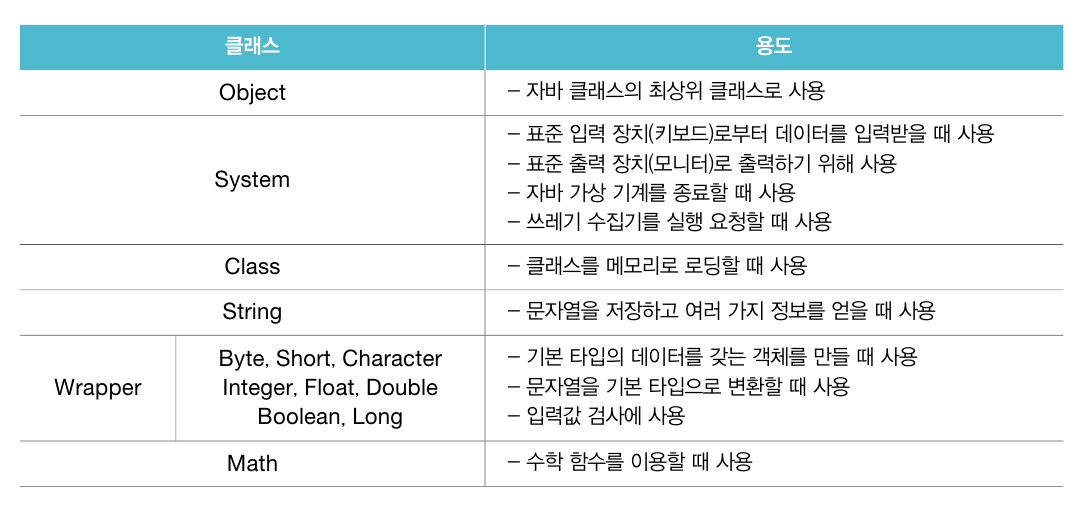 클래스 용도
Object – 자바 클래스의 최상위 클래스로 사용
System
– 표준 입력 장치(키보드)로부터 데이터를 입력받을 때 사용
– 표준 출력 장치(모니터)로 출력하기 위해 사용
– 자바 가상 기계를 종료할 때 사용
– 쓰레기 수집기를 실행 요청할 때 사용
Class – 클래스를 메모리로 로딩할 때 사용
String – 문자열을 저장하고 여러 가지 정보를 얻을 때 사용
Wrapper
Byte, Short, Character
Integer, Float, Double
Boolean, Long
– 기본 타입의 데이터를 갖는 객체를 만들 때 사용
– 문자열을 기본 타입으로 변환할 때 사용
– 입력값 검사에 사용
Math – 수학 함수를 이용할 때 사용